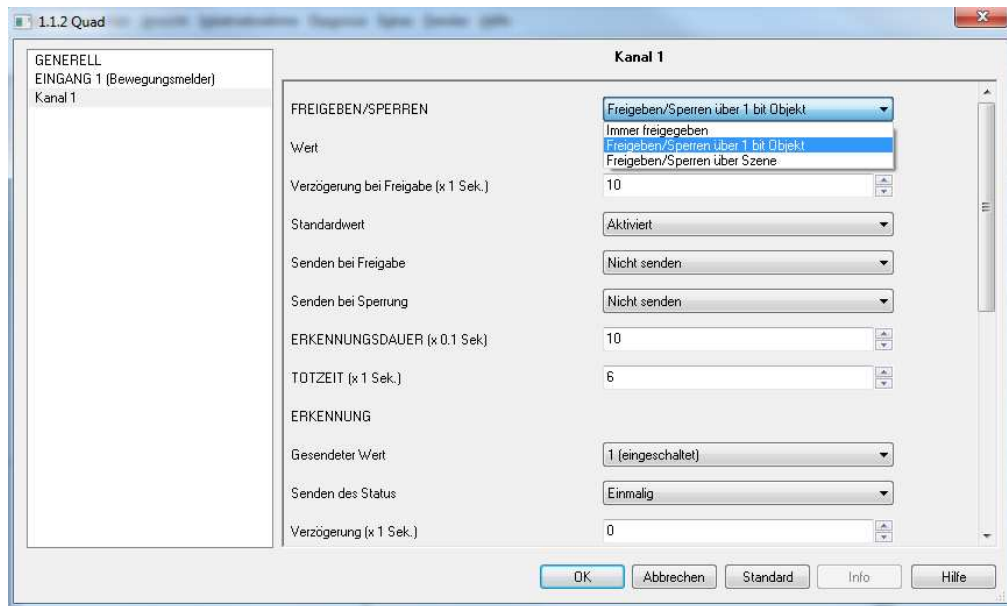 1.1.2 Quad
GENERELL
EINGANG 1 (Bewegungsmelder)
Kanal 1
Kanal 1
FREIGEBEN/SPERREN
Freigeben/Sperren über 1 bit Objekt
Immer freigegeben
Freigeben/Sperren über 1 bit Objekt
Freigeben/Sperren über Szene
Wert
Verzögerung bei Freigabe (x 1 Sek.)
10
Standardwert
Aktiviert
Senden bei Freigabe
Nicht senden
Senden bei Sperrung
Nicht senden
ERKENNUNGSDAUER (x 0.1 Sek)
10
TOTZEIT (x 1 Sek.)
6
ERKENNUNG
Gesendeter Wert
1 (eingeschaltet)
Senden des Status
Einmalig
Verzögerung (x 1 Sek.)
0
OK
Abbrechen
Standard
Info
Hilfe